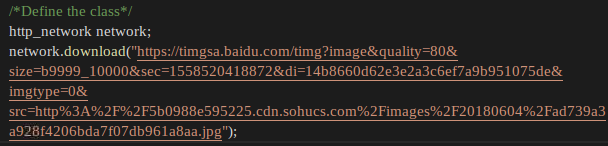 /*Define the class*/
http_network network;
network.download("https://timgsa.baidu.com/timg?image&quality=80&
size=b9999_10000&sec=1558520418872&di=14b8660d62e3e2a3c6ef7a9b951075de&
imgtype=0&
src=http%3A%2F%2F5b0988e595225.cdn.sohucs.com%2Fimages%2F20180604%2Fad739a3
a928f4206bda7f07db961a8aa.jpg");